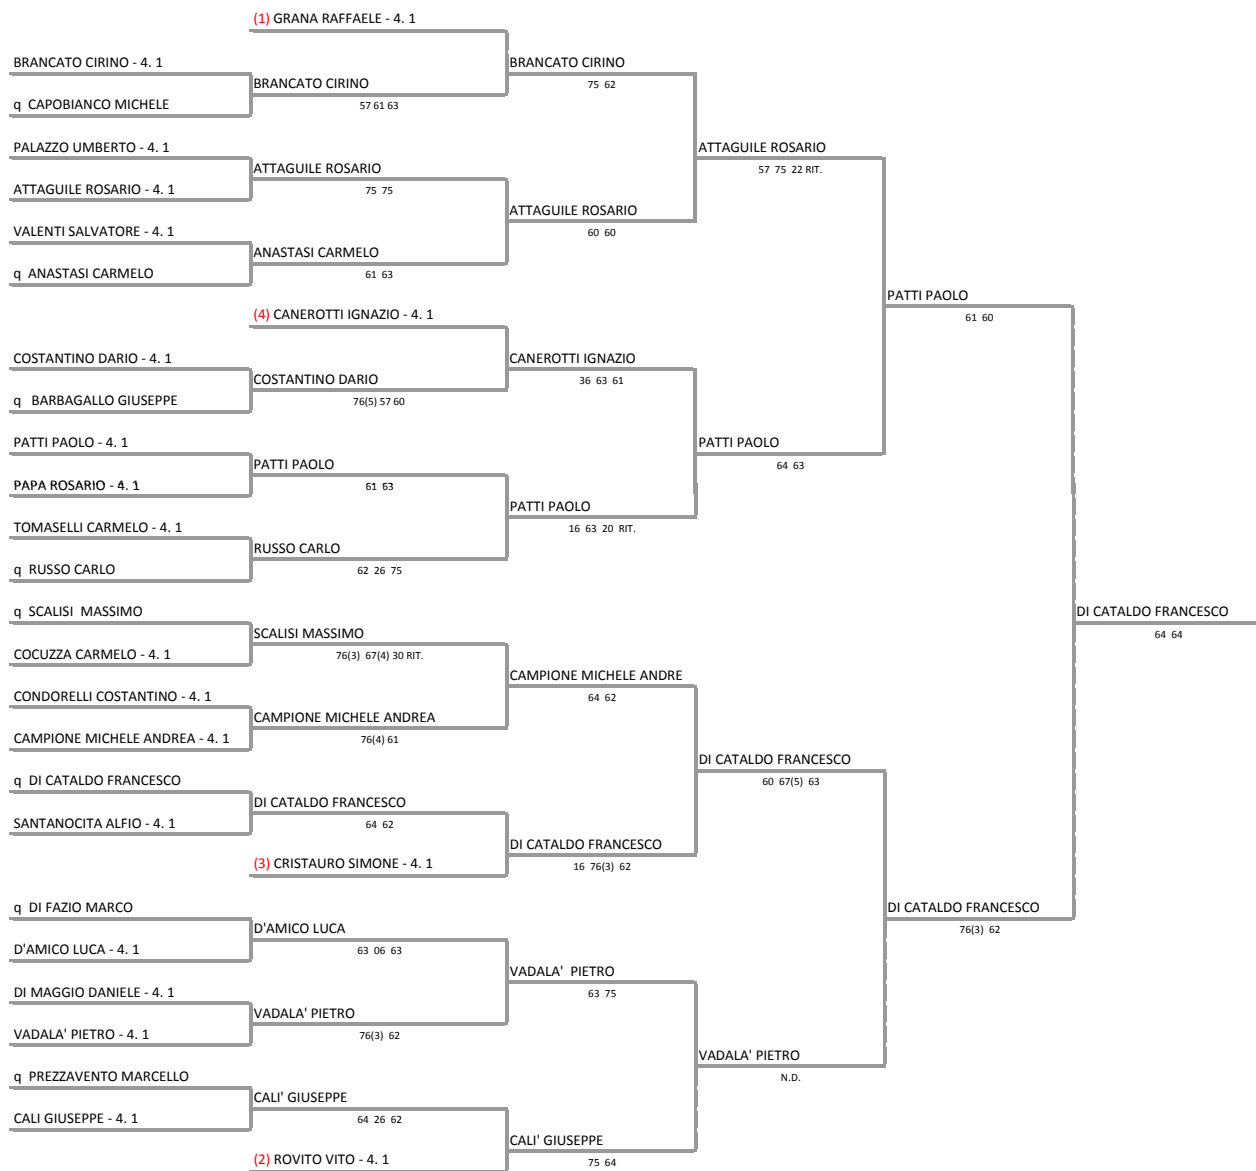 (1) GRANA RAFFAELE - 4. 1
BRANCATO CIRINO - 4. 1
BRANCATO CIRINO
75 62
BRANCATO CIRINO
57 61 63
q CAPOBIANCO MICHELE
PALAZZO UMBERTO - 4. 1
ATTAGUILE ROSARIO
57 75 22 RIT.
ATTAGUILE ROSARIO
75 75
ATTAGUILE ROSARIO - 4. 1
ATTAGUILE ROSARIO
60 60
VALENTI SALVATORE - 4. 1
ANASTASI CARMELO
61 63
q ANASTASI CARMELO
PATTI PAOLO
61 60
(4) CANEROTTI IGNAZIO - 4. 1
COSTANTINO DARIO - 4. 1
CANEROTTI IGNAZIO
36 63 61
COSTANTINO DARIO
76(5) 57 60
q BARBAGALLO GIUSEPPE
PATTI PAOLO - 4. 1
PATTI PAOLO
64 63
PATTI PAOLO
61 63
PAPA ROSARIO - 4. 1
PATTI PAOLO
16 63 20 RIT.
TOMASELLI CARMELO - 4. 1
RUSSO CARLO
62 26 75
q RUSSO CARLO
q SCALISI MASSIMO
DI CATALDO FRANCESCO
64 64
SCALISI MASSIMO
76(3) 67(4) 30 RIT.
COCUZZA CARMELO - 4. 1
CAMPIONE MICHELE ANDRE
64 62
CONDORELLI COSTANTINO - 4. 1
CAMPIONE MICHELE ANDREA
76(4) 61
CAMPIONE MICHELE ANDREA - 4. 1
DI CATALDO FRANCESCO
60 67(5) 63
q DI CATALDO FRANCESCO
DI CATALDO FRANCESCO
64 62
SANTANOCITA ALFIO - 4. 1
DI CATALDO FRANCESCO
16 76(3) 62
(3) CRISTAURO SIMONE - 4. 1
q DI FAZIO MARCO
DI CATALDO FRANCESCO
76(3) 62
D'AMICO LUCA
63 06 63
D'AMICO LUCA - 4. 1
VADALA' PIETRO
63 75
DI MAGGIO DANIELE - 4. 1
VADALA' PIETRO
76(3) 62
VADALA' PIETRO - 4. 1
VADALA' PIETRO
N.D.
q PREZZAVENTO MARCELLO
CALI' GIUSEPPE
64 26 62
CALI GIUSEPPE - 4. 1
CALI' GIUSEPPE
75 64
(2) ROVITO VITO - 4. 1